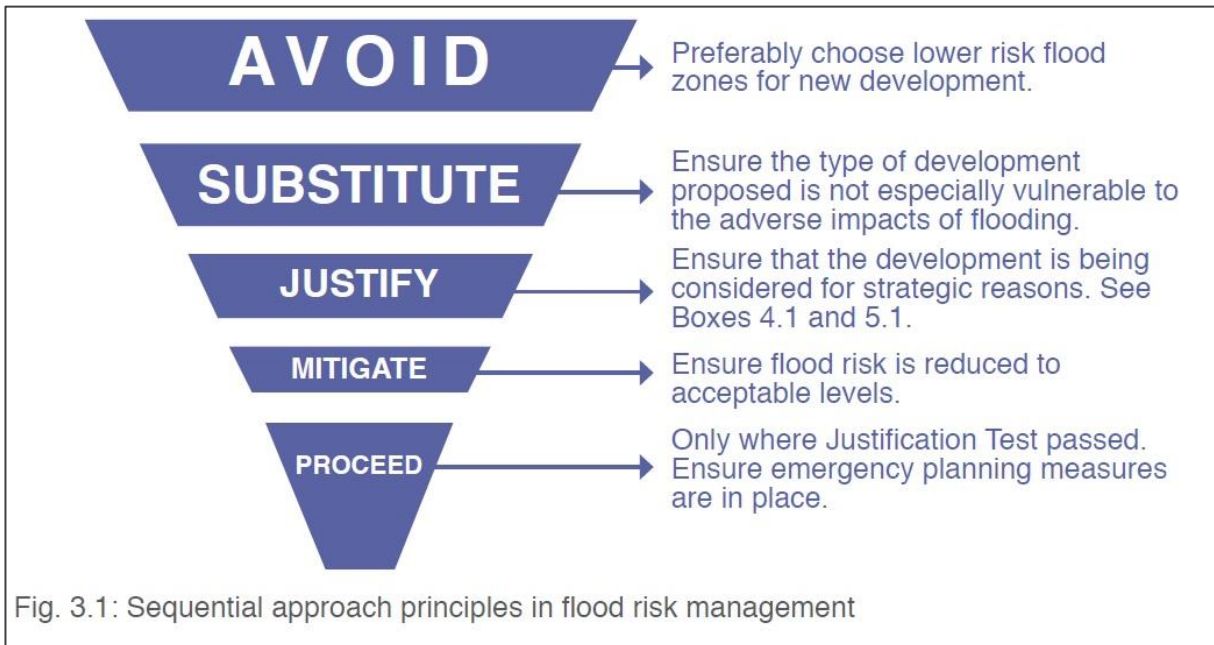 AVOID
Preferably choose lower risk flood
zones for new development.
SUBSTITUTE
Ensure the type of development
proposed is not especially vulnerable to
the adverse impacts of flooding.
JUSTIFY
Ensure that the development is being
considered for strategic reasons. See
Boxes 4.1 and 5.1.
MITIGATE
Ensure flood risk is reduced to
acceptable levels.
PROCEED
Only where Justification Test passed.
Ensure emergency planning measures
are in place.
Fig. 3.1: Sequential approach principles in flood risk management